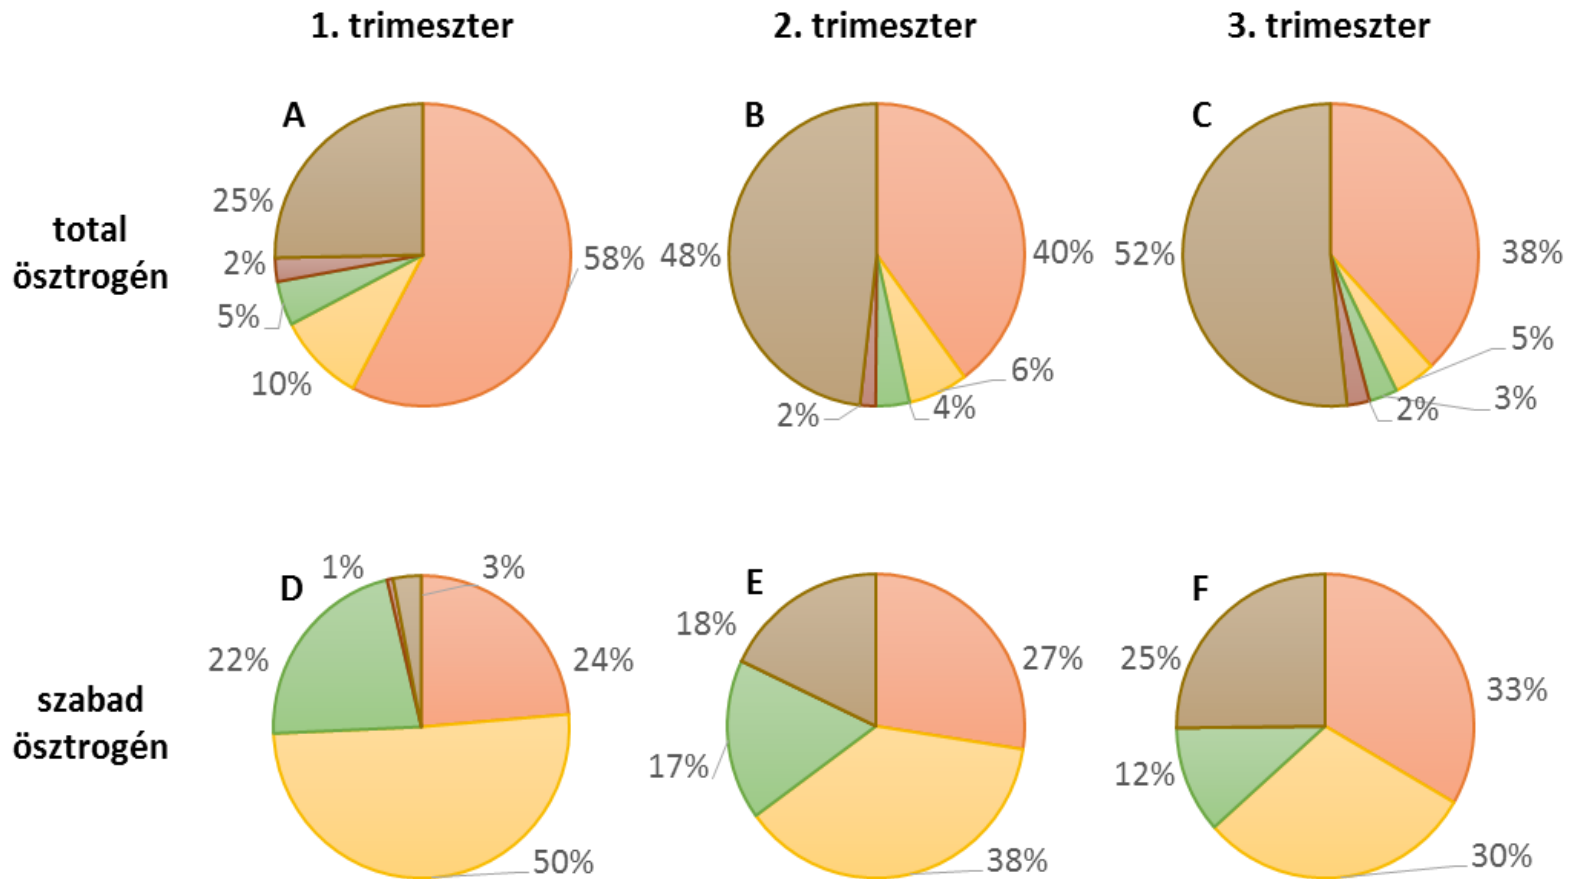 1. trimeszter
2. trimeszter
3. trimeszter
total
ösztrogén
A
25%
2%
5%
10%
58%
B
48%
40%
6%
4%
2%
C
52%
38%
5%
3%
2%
szabad
ösztrogén
D
1%
3%
22%
24%
50%
E
18%
27%
17%
38%
F
25%
33%
12%
30%